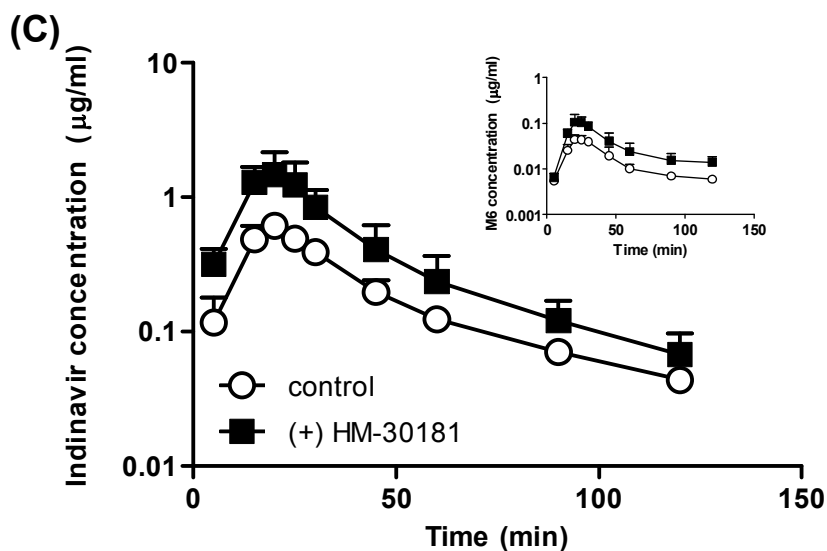 (C)
Indinavir concentration (μg/ml)
10
1
0.1
0.01
0
50
100
150
Time (min)
control
(+) HM-30181
M6 concentration (μg/ml)
1
0.1
0.01
0.001
0
50
100
150
Time (min)